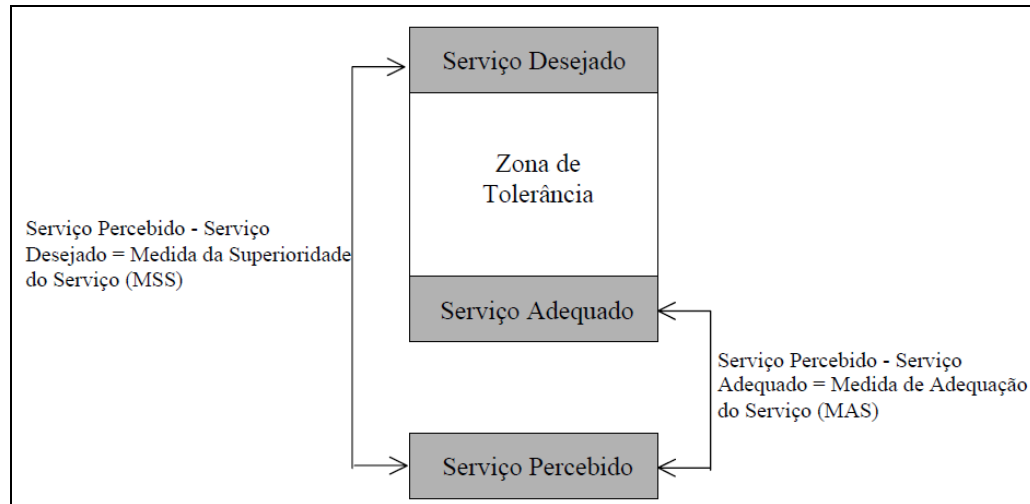 Serviço Desejado
Zona de
Tolerância
Serviço Percebido - Serviço
Desejado = Medida da Superioridade
do Serviço (MSS)
Serviço Adequado
Serviço Percebido - Serviço
Adequado = Medida de Adequação
do Serviço (MAS)
Serviço Percebido